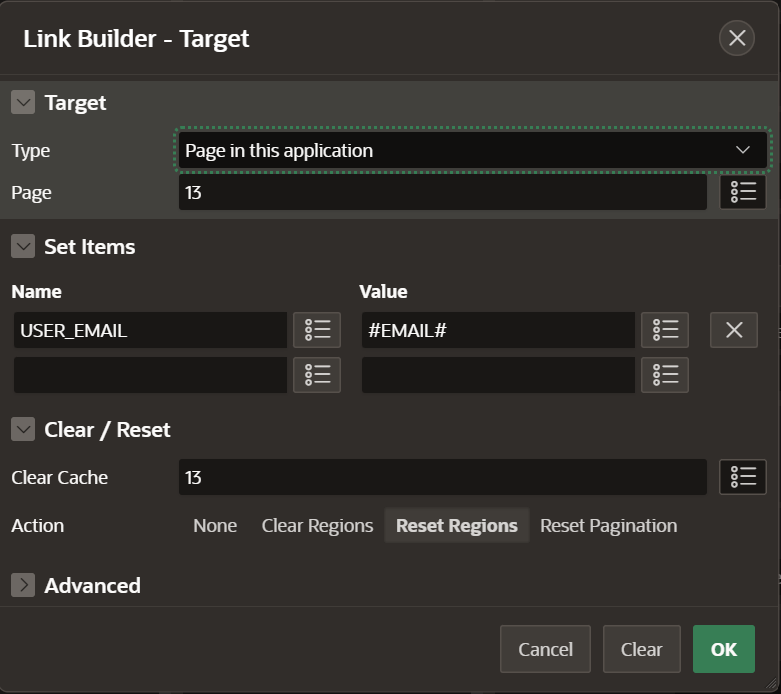 Link Builder - Target
Target
Type Page in this application
Page 13
Set Items
Name Value
USER_EMAIL #EMAIL#
Clear / Reset
Clear Cache 13
Action None Clear Regions Reset Regions Reset Pagination
Advanced
Cancel Clear OK